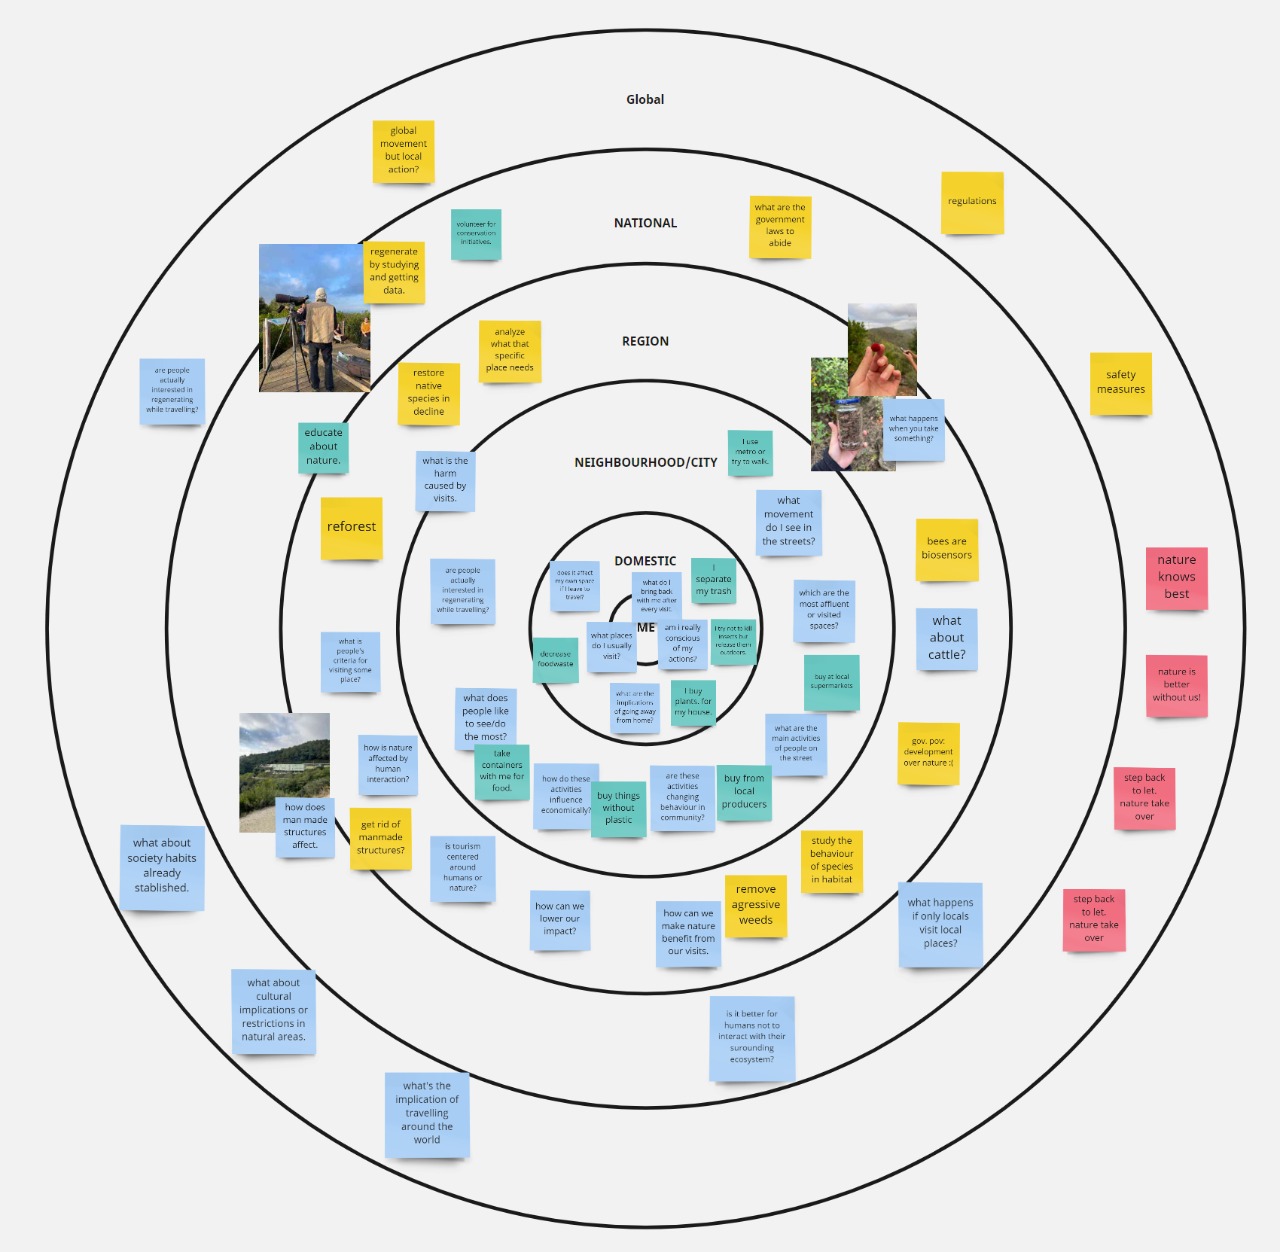 Global
global
movement
but local
action?
regulations
volunteer for
conservation
initiatives.
NATIONAL
what are the
government
laws to
abide
regenerate
by studying
and getting
data.
REGION
analyze
what that
specific
place needs
restore
native
species in
decline
are people
actually
interested in
regenerating
while travelling?
safety
measures
what happens
when you take
something?
educate
about
nature.
NEIGHBOURHOOD/CITY
I use
metro or
try to walk.
what is the
harm
caused by
visits.
what
movement
do I see in
the streets?
reforest
bees are
biosensors
DOMESTIC
are people
actually
interested in
regenerating
while travelling?
does it affect
my own space
if I leave to
travel?
what do I
bring back
with me after
every visit.
I
separate
my trash
which are the
most affluent
or visited
spaces?
nature
knows
best
ME
what places
do I usually
visit?
am i really
conscious
of my
actions?
I try not to kill
insects but
release them
outdoors.
what
about
cattle?
what is
people's
criteria for
visiting some
place?
decrease
foodwaste
buy at local
supermarkets
nature is
better
without us!
what does
people like
to see/do
the most?
what are the
implications
of going away
from home?
I buy
plants. for
my house.
what are the
main activities
of people on
the street
gov. pov:
development
over nature :(
how is nature
affected by
human
interaction?
take
containers
with me for
food.
how do these
activities
influence
economically?
buy things
without
plastic
are these
activities
changing
behaviour in
community?
buy from
local
producers
step back
to let.
nature take
over
how does
man made
structures
affect.
get rid of
manmade
structures?
what about
society habits
already
stablished.
is tourism
centered
around
humans or
nature?
study the
behaviour
of species
in habitat
how can we
lower our
impact?
how can we
make nature
benefit from
our visits.
remove
agressive
weeds
what happens
if only locals
visit local
places?
step back
to let.
nature take
over
what about
cultural
implications or
restrictions in
natural areas.
is it better for
humans not to
interact with their
surounding
ecosystem?
what's the
implication of
travelling
around the
world